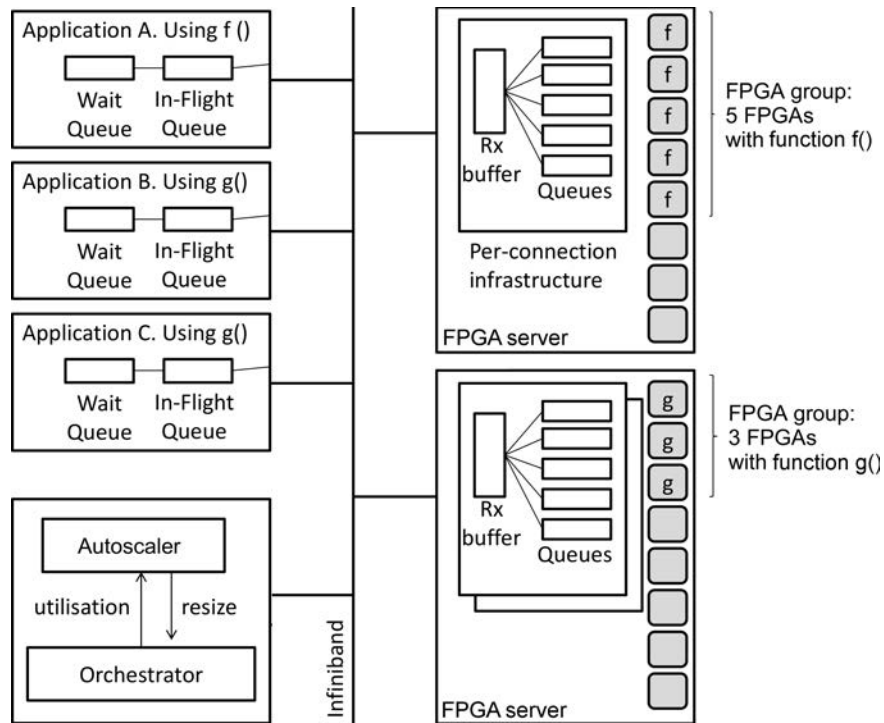 Application A. Using f ()
Wait
Queue
In-Flight
Queue
Application B. Using g()
Wait
Queue
In-Flight
Queue
Application C. Using g()
Wait
Queue
In-Flight
Queue
Autoscaler
utilisation
resize
Orchestrator
Infiniband
Rx
buffer
Queues
Per-connection
infrastructure
FPGA server
f
f
f
f
f
FPGA group:
5 FPGAs
with function f()
Rx
buffer
Queues
FPGA server
g
g
g
FPGA group:
3 FPGAs
with function g()